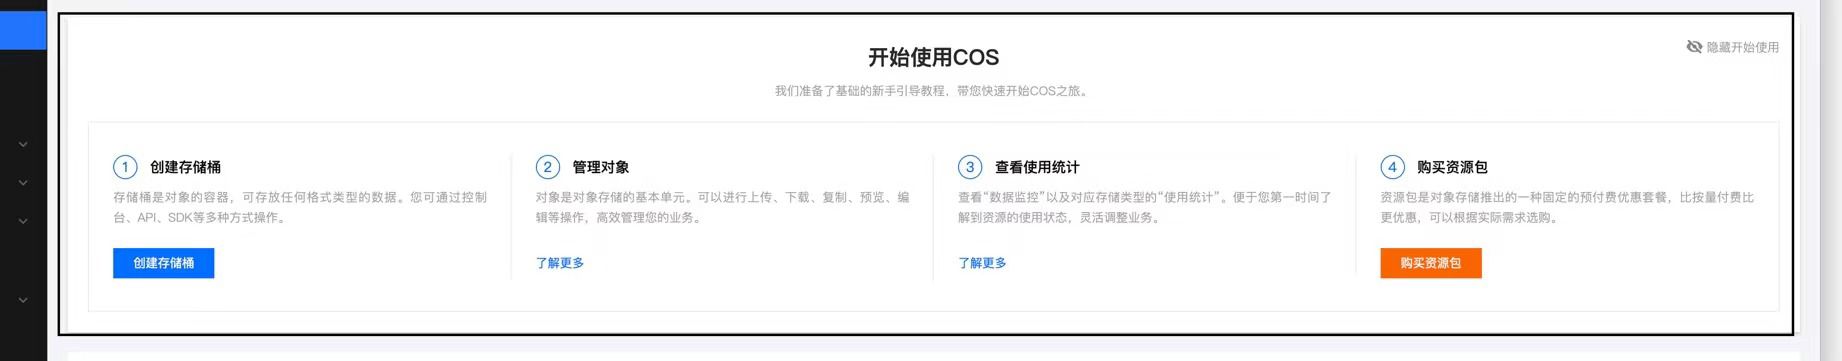 开始使用COS
隐藏开始使用
我们准备了基础的新手引导教程，带您快速开始COS之旅。
1 创建存储桶
存储桶是对象的容器，可存放任何格式类型的数据。您可通过控制
台、API、SDK等多种方式操作。
创建存储桶
2 管理对象
对象是对象存储的基本单元。可以进行上传、下载、复制、预览、编
辑等操作，高效管理您的业务。
了解更多
3 查看使用统计
查看“数据监控”以及对应存储类型的“使用统计”。便于您第一时间了
解到资源的使用状态，灵活调整业务。
了解更多
4 购买资源包
资源包是对象存储推出的一种固定的预付费优惠套餐，比按量付费比
更优惠，可以根据实际需求选购。
购买资源包